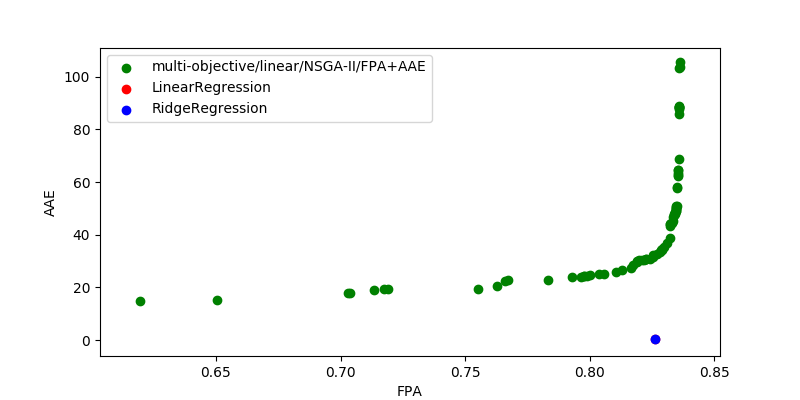 multi-objective/linear/NSGA-II/FPA+AAE
LinearRegression
RidgeRegression
100
80
60
40
20
0
AAE
0.65
0.70
0.75
0.80
0.85
FPA